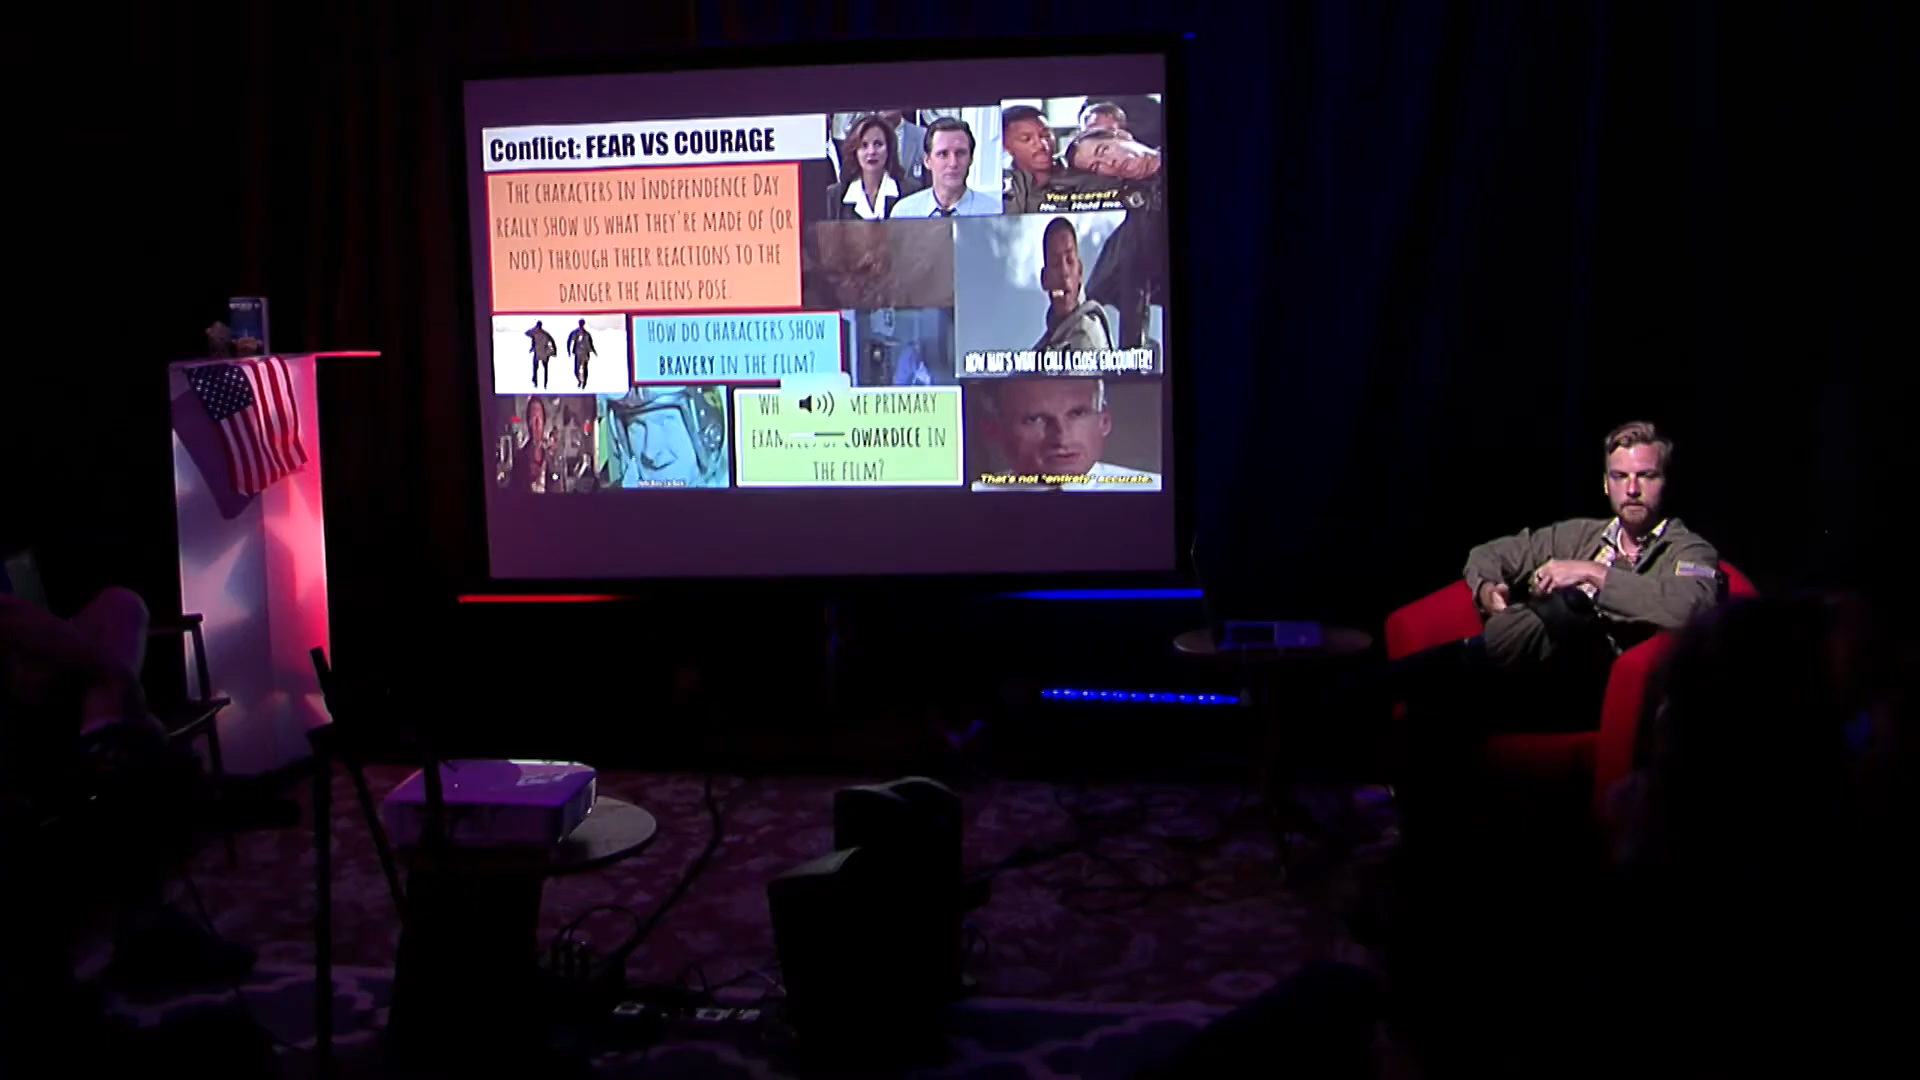 Conflict: FEAR VS COURAGE
THE CHARACTERS IN INDEPENDENCE DAY
REALLY SHOW US WHAT THEY'RE MADE OF (OR
NOT) THROUGH THEIR REACTIONS TO THE
DANGER THE ALIENS POSE.
You scared?
No... Hold me.
HOW DO CHARACTERS SHOW
BRAVERY IN THE FILM?
NOW THAT'S WHAT I CALL A CLOSE ENCOUNTER!
WH ME PRIMARY
EXAM OWARDICE IN
THE FILM?
That's not "entirely" accurate.